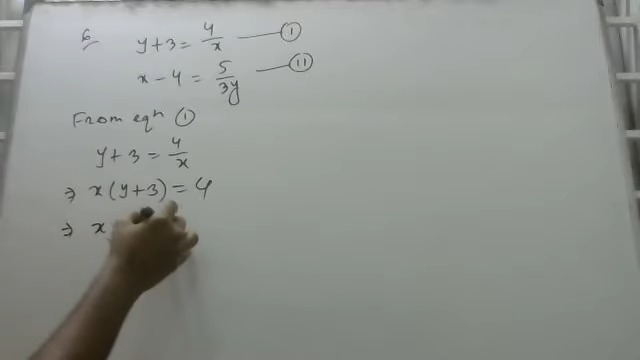 6 y+3 = 4/x — (i)
x-4 = 5/3y — (ii)
From eqn (i)
y+3 = 4/x
⇒ x(y+3) = 4
⇒ x